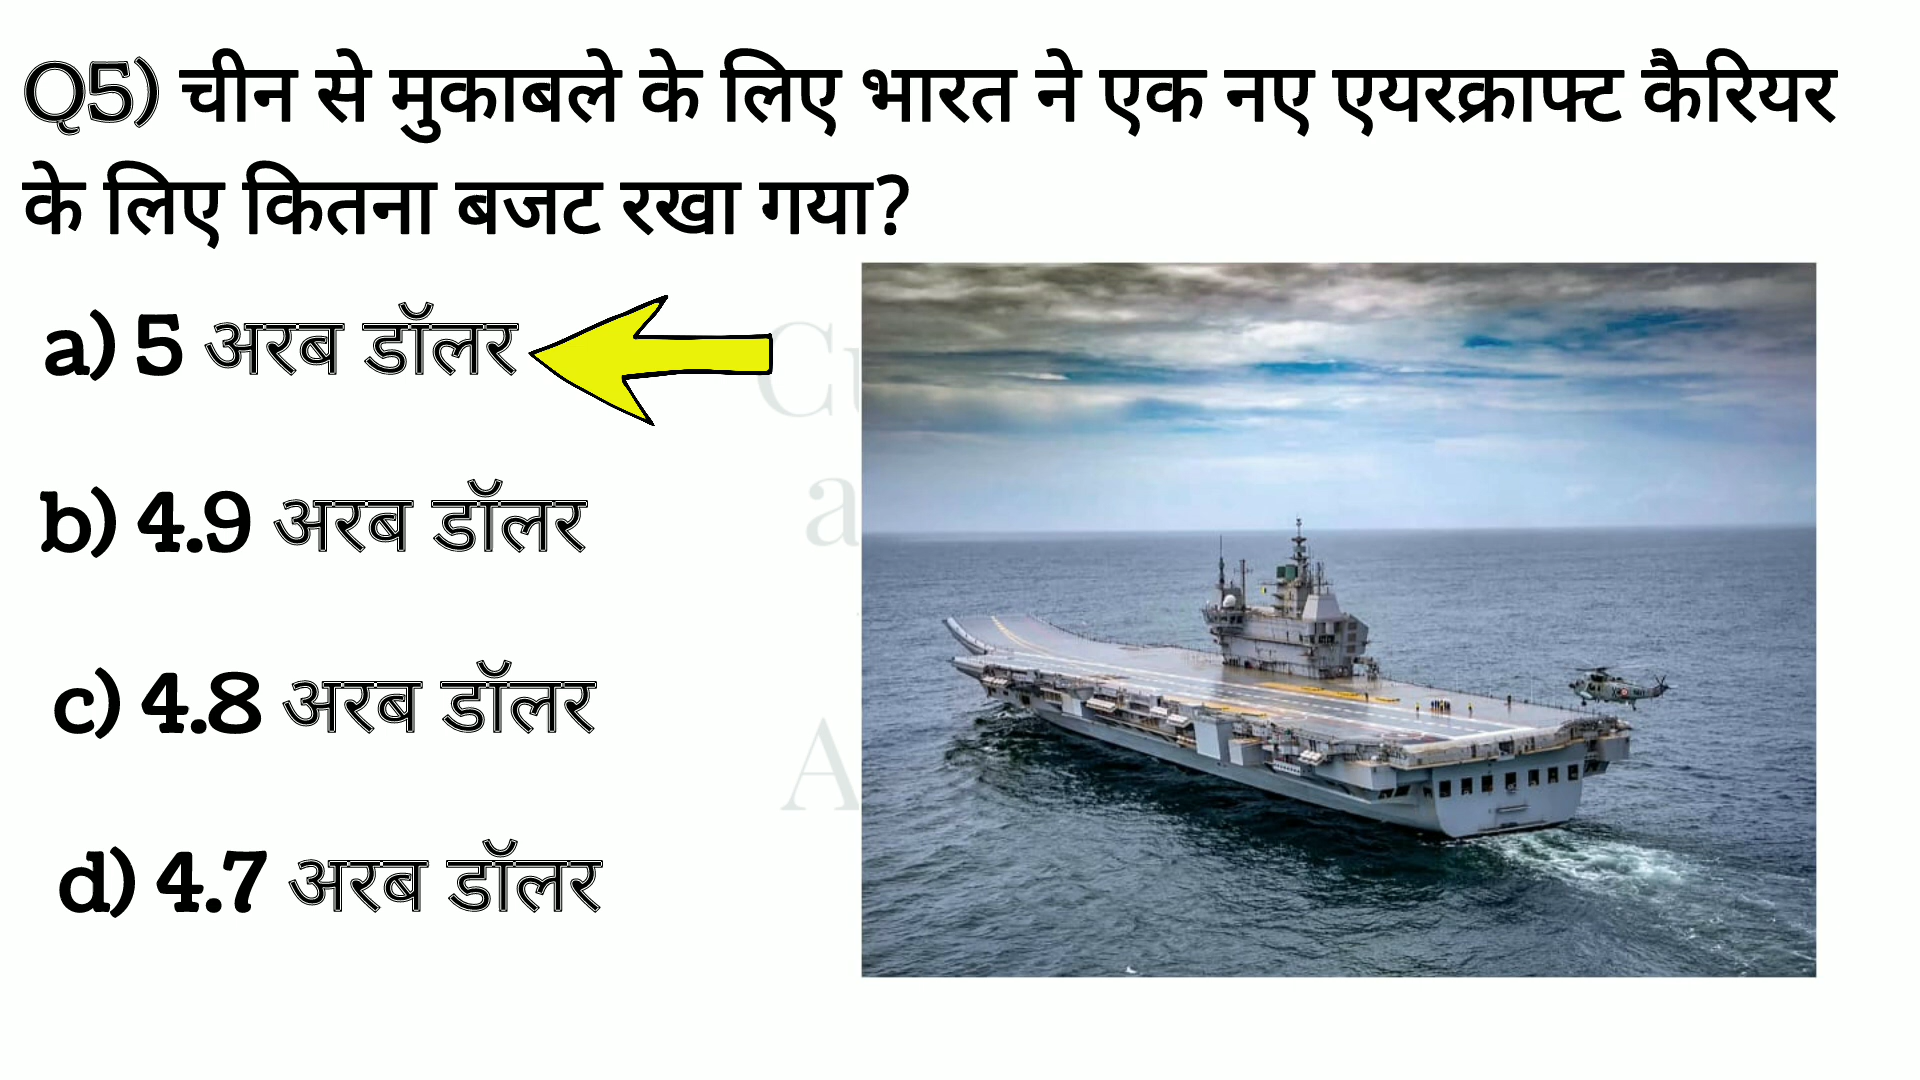 Q5) चीन से मुकाबले के लिए भारत ने एक नए एयरक्राफ्ट कैरियर
के लिए कितना बजट रखा गया?
a) 5 अरब डॉलर
b) 4.9 अरब डॉलर
c) 4.8 अरब डॉलर
d) 4.7 अरब डॉलर